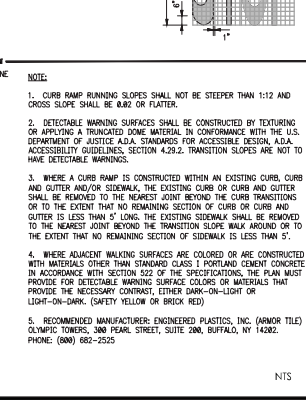 6"
1"
NE
NOTE:
1. CURB RAMP RUNNING SLOPES SHALL NOT BE STEEPER THAN 1:12 AND
CROSS SLOPE SHALL BE 0.02 OR FLATTER.
2. DETECTABLE WARNING SURFACES SHALL BE CONSTRUCTED BY TEXTURING
OR APPLYING A TRUNCATED DOME MATERIAL IN CONFORMANCE WITH THE U.S.
DEPARTMENT OF JUSTICE A.D.A. STANDARDS FOR ACCESSIBLE DESIGN, A.D.A.
ACCESSIBILITY GUIDELINES, SECTION 4.29.2. TRANSITION SLOPES ARE NOT TO
HAVE DETECTABLE WARNINGS.
3. WHERE A CURB RAMP IS CONSTRUCTED WITHIN AN EXISTING CURB, CURB
AND GUTTER AND/OR SIDEWALK, THE EXISTING CURB OR CURB AND GUTTER
SHALL BE REMOVED TO THE NEAREST JOINT BEYOND THE CURB TRANSITIONS
OR TO THE EXTENT THAT NO REMAINING SECTION OF CURB OR CURB AND
GUTTER IS LESS THAN 5' LONG. THE EXISTING SIDEWALK SHALL BE REMOVED
TO THE NEAREST JOINT BEYOND THE TRANSITION SLOPE WALK AROUND OR TO
THE EXTENT THAT NO REMAINING SECTION OF SIDEWALK IS LESS THAN 5'.
4. WHERE ADJACENT WALKING SURFACES ARE COLORED OR ARE CONSTRUCTED
WITH MATERIALS OTHER THAN STANDARD CLASS I PORTLAND CEMENT CONCRETE
IN ACCORDANCE WITH SECTION 522 OF THE SPECIFICATIONS, THE PLAN MUST
PROVIDE FOR DETECTABLE WARNING SURFACE COLORS OR MATERIALS THAT
PROVIDE THE NECESSARY CONTRAST, EITHER DARK-ON-LIGHT OR
LIGHT-ON-DARK. (SAFETY YELLOW OR BRICK RED)
5. RECOMMENDED MANUFACTURER: ENGINEERED PLASTICS, INC. (ARMOR TILE)
OLYMPIC TOWERS, 300 PEARL STREET, SUITE 200, BUFFALO, NY 14202.
PHONE: (800) 682-2525
NTS